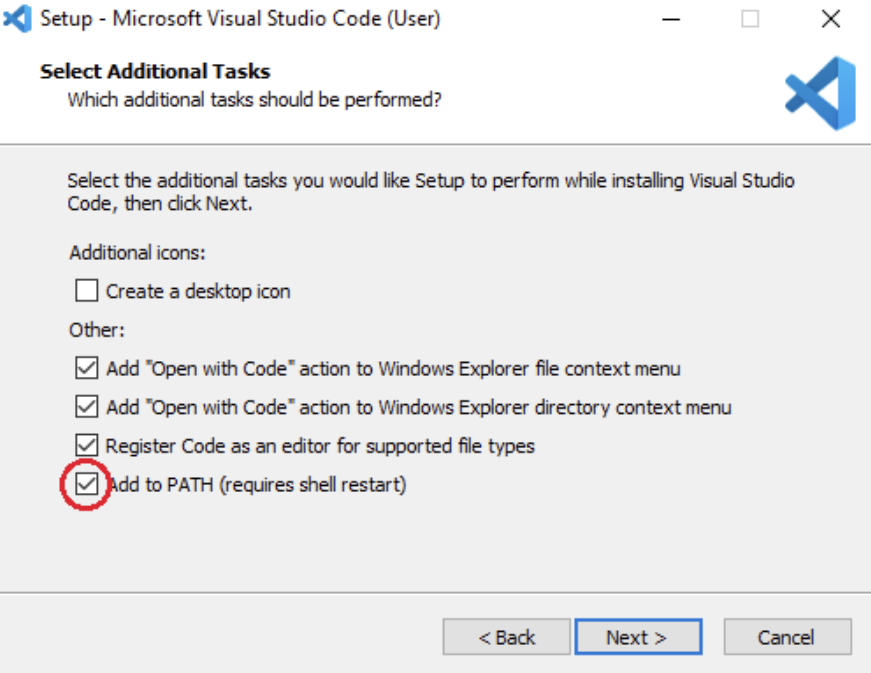 Setup - Microsoft Visual Studio Code (User)
Select Additional Tasks
Which additional tasks should be performed?
Select the additional tasks you would like Setup to perform while installing Visual Studio
Code, then click Next.
Additional icons:
Create a desktop icon
Other:
Add "Open with Code" action to Windows Explorer file context menu
Add "Open with Code" action to Windows Explorer directory context menu
Register Code as an editor for supported file types
Add to PATH (requires shell restart)
< Back Next > Cancel